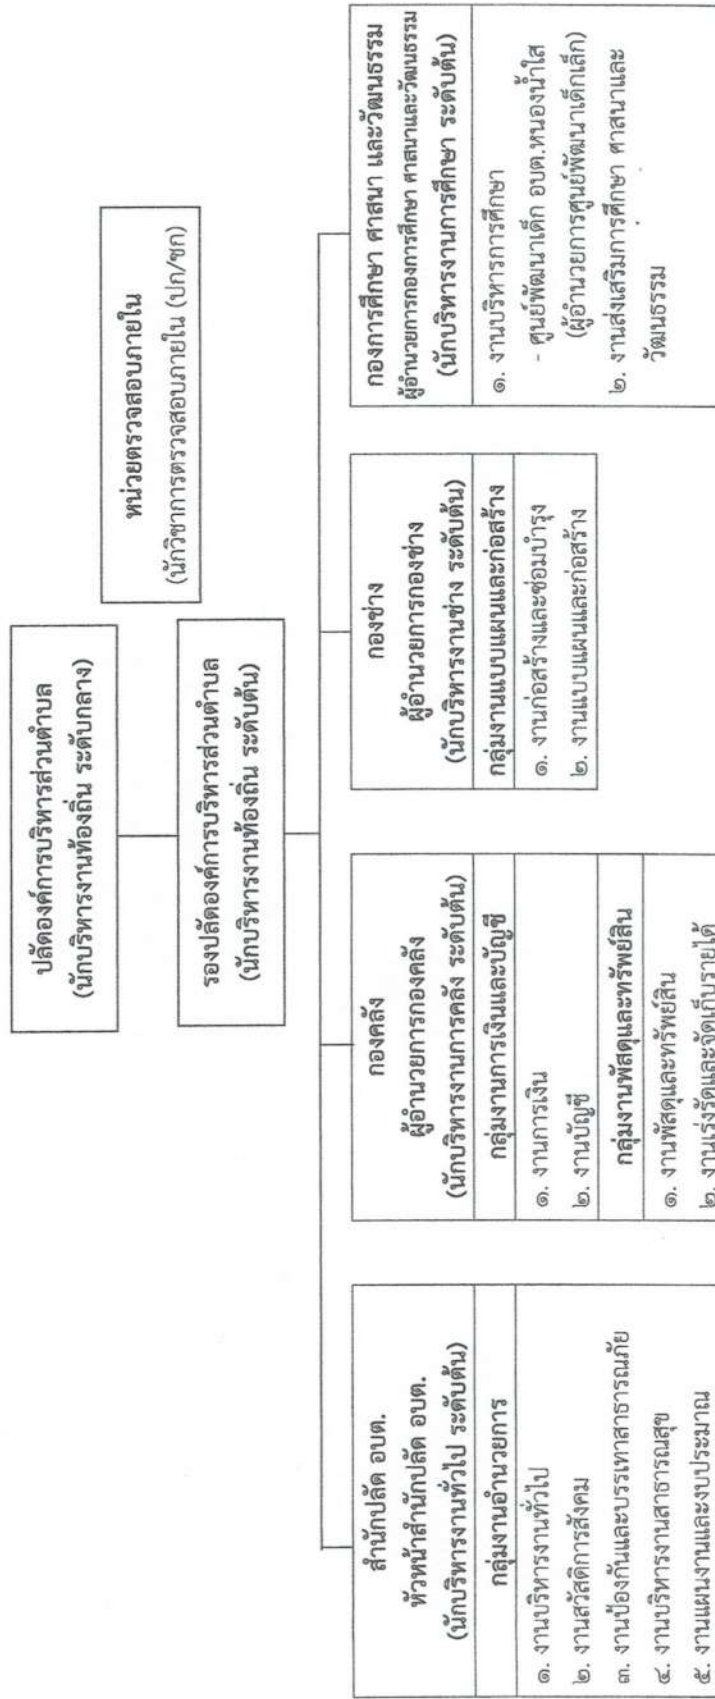 ปลัดองค์การบริหารส่วนตำบล
(นักบริหารงานท้องถิ่น ระดับกลาง)
หน่วยตรวจสอบภายใน
(นักวิชาการตรวจสอบภายใน (ปก/ชก)
รองปลัดองค์การบริหารส่วนตำบล
(นักบริหารงานท้องถิ่น ระดับต้น)
สำนักปลัด อบต.
หัวหน้าสำนักปลัด อบต.
(นักบริหารงานทั่วไป ระดับต้น)
กลุ่มงานอำนวยการ
๑. งานบริหารงานทั่วไป
๒. งานสวัสดิการสังคม
๓. งานป้องกันและบรรเทาสาธารณภัย
๔. งานบริหารงานสาธารณสุข
๕. งานแผนงานและงบประมาณ
กองคลัง
ผู้อำนวยการกองคลัง
(นักบริหารงานการคลัง ระดับต้น)
กลุ่มงานการเงินและบัญชี
๑. งานการเงิน
๒. งานบัญชี
กลุ่มงานพัสดุและทรัพย์สิน
๑. งานพัสดุและทรัพย์สิน
๒. งานเร่งรัดและจัดเก็บรายได้
กองช่าง
ผู้อำนวยการกองช่าง
(นักบริหารงานช่าง ระดับต้น)
กลุ่มงานแบบแผนและก่อสร้าง
๑. งานก่อสร้างและซ่อมบำรุง
๒. งานแบบแผนและก่อสร้าง
กองการศึกษา ศาสนา และวัฒนธรรม
ผู้อำนวยการกองการศึกษา ศาสนาและวัฒนธรรม
(นักบริหารงานการศึกษา ระดับต้น)
๑. งานบริหารการศึกษา
- ศูนย์พัฒนาเด็ก อบต.หนองน้ำใส
(ผู้อำนวยการศูนย์พัฒนาเด็กเล็ก)
๒. งานส่งเสริมการศึกษา ศาสนาและ
วัฒนธรรม